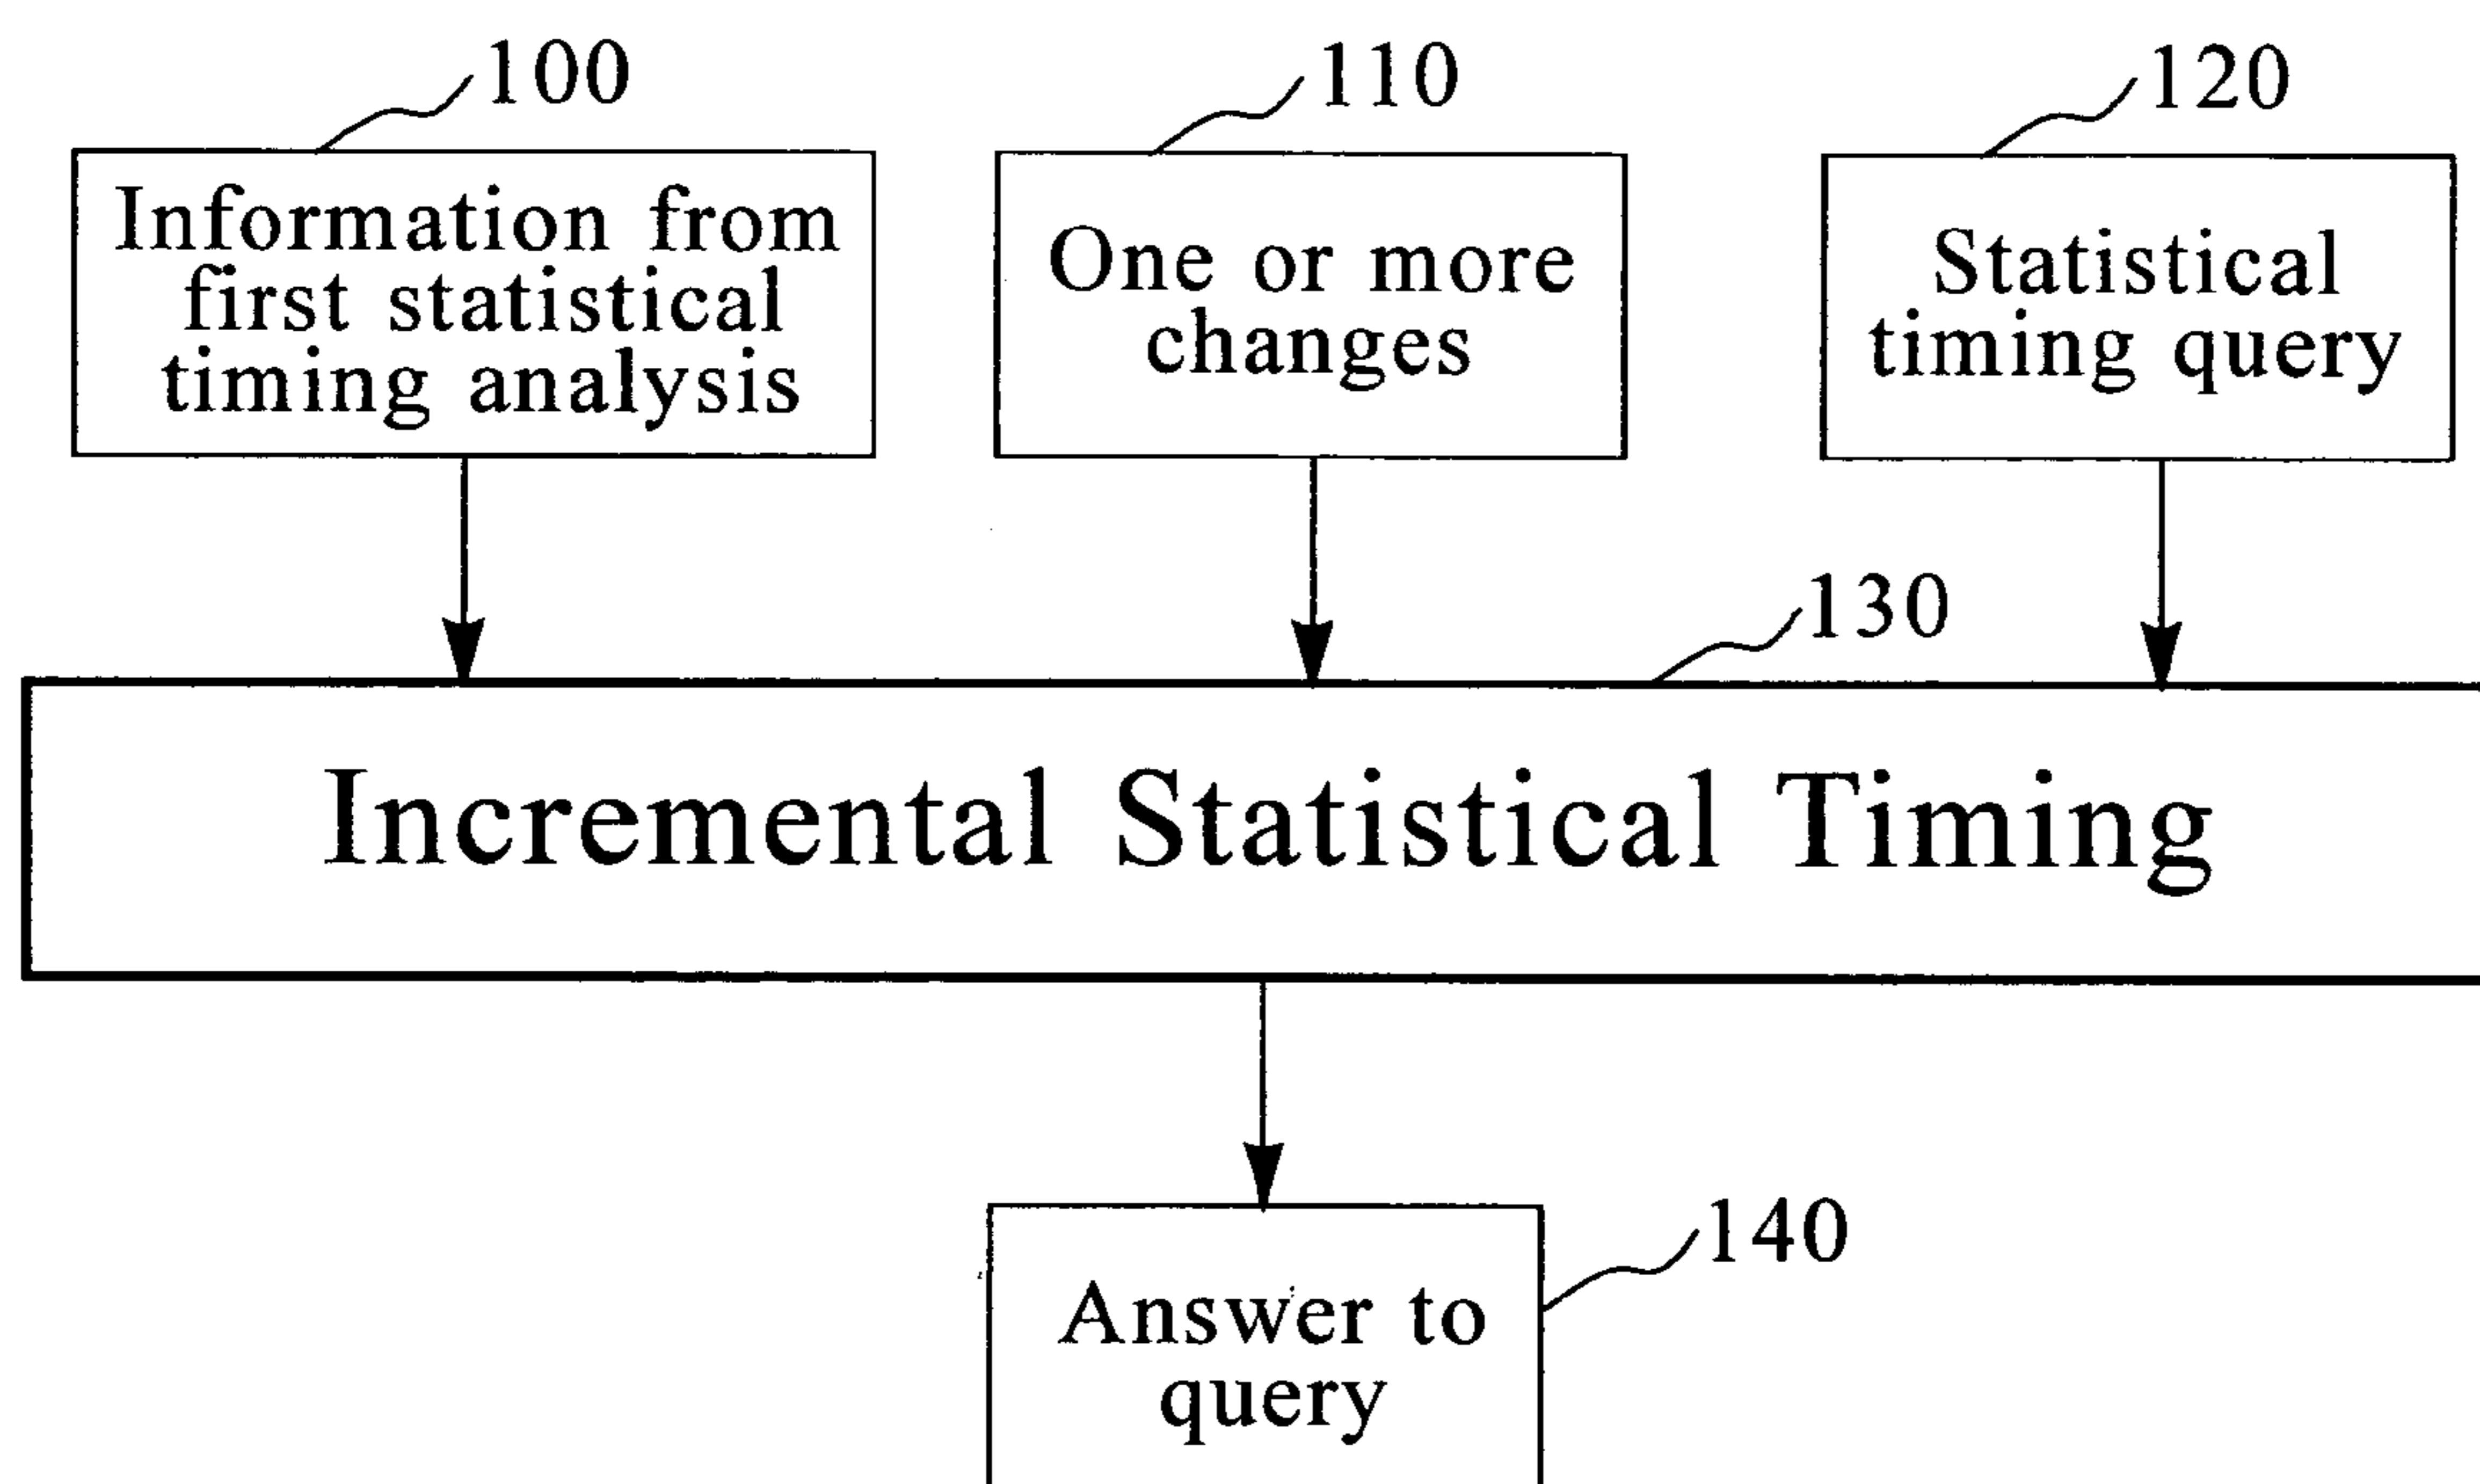 100
110
120
Information from
first statistical
timing analysis
One or more
changes
Statistical
timing query
130
Incremental Statistical Timing
140
Answer to
query